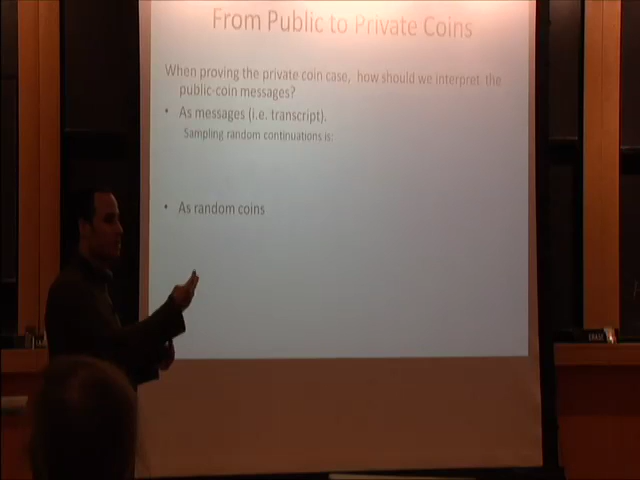 From Public to Private Coins
When proving the private coin case, how should we interpret the
public-coin messages?
• As messages (i.e. transcript).
Sampling random continuations is:
• As random coins